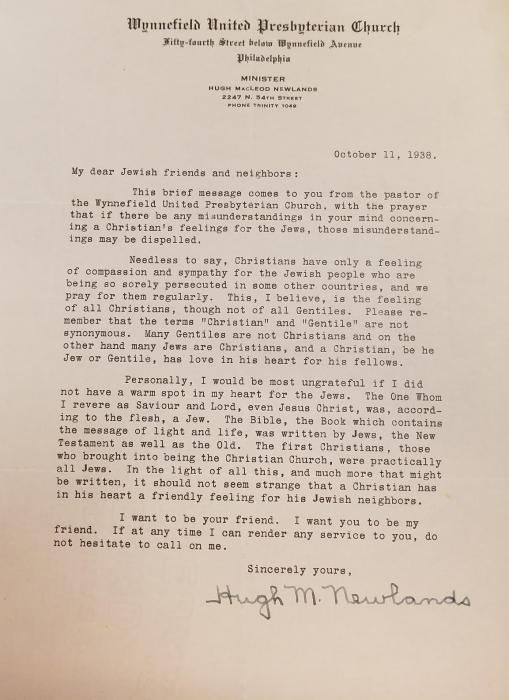 Wynnefield United Presbyterian Church
Fifty-fourth Street below Wynnefield Avenue
Philadelphia
MINISTER
HUGH MACLEOD NEWLANDS
2247 N. 54TH STREET
PHONE TRINITY 1048
October 11, 1938.
My dear Jewish friends and neighbors:
This brief message comes to you from the pastor of
the Wynnefield United Presbyterian Church, with the prayer
that if there be any misunderstandings in your mind concern-
ing a Christian's feelings for the Jews, those misunderstand-
ings may be dispelled.
Needless to say, Christians have only a feeling
of compassion and sympathy for the Jewish people who are
being so sorely persecuted in some other countries, and we
pray for them regularly. This, I believe, is the feeling
of all Christians, though not of all Gentiles. Please re-
member that the terms "Christian" and "Gentile" are not
synonymous. Many Gentiles are not Christians and on the
other hand many Jews are Christians, and a Christian, be he
Jew or Gentile, has love in his heart for his fellows.
Personally, I would be most ungrateful if I did
not have a warm spot in my heart for the Jews. The One Whom
I revere as Saviour and Lord, even Jesus Christ, was, accord-
ing to the flesh, a Jew. The Bible, the Book which contains
the message of light and life, was written by Jews, the New
Testament as well as the Old. The first Christians, those
who brought into being the Christian Church, were practically
all Jews. In the light of all this, and much more that might
be written, it should not seem strange that a Christian has
in his heart a friendly feeling for his Jewish neighbors.
I want to be your friend. I want you to be my
friend. If at any time I can render any service to you, do
not hesitate to call on me.
Sincerely yours,
Hugh M. Newlands